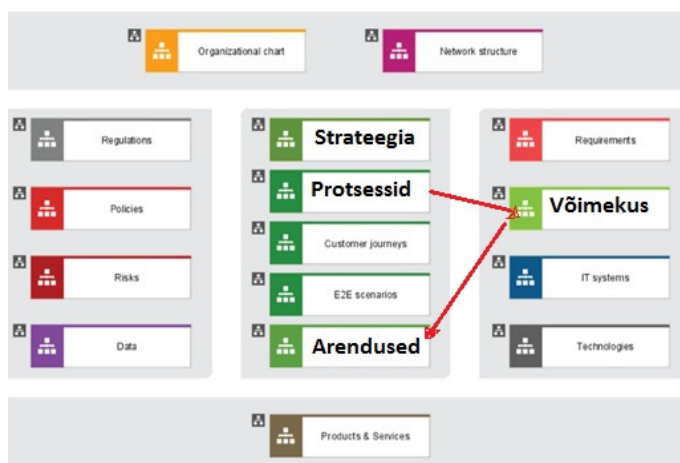 Organizational chart
Network structure
Regulations
Policies
Risks
Data
Strateegia
Protsessid
Customer journeys
E2E scenarios
Arendused
Requirements
Võimekus
IT systems
Technologies
Products & Services